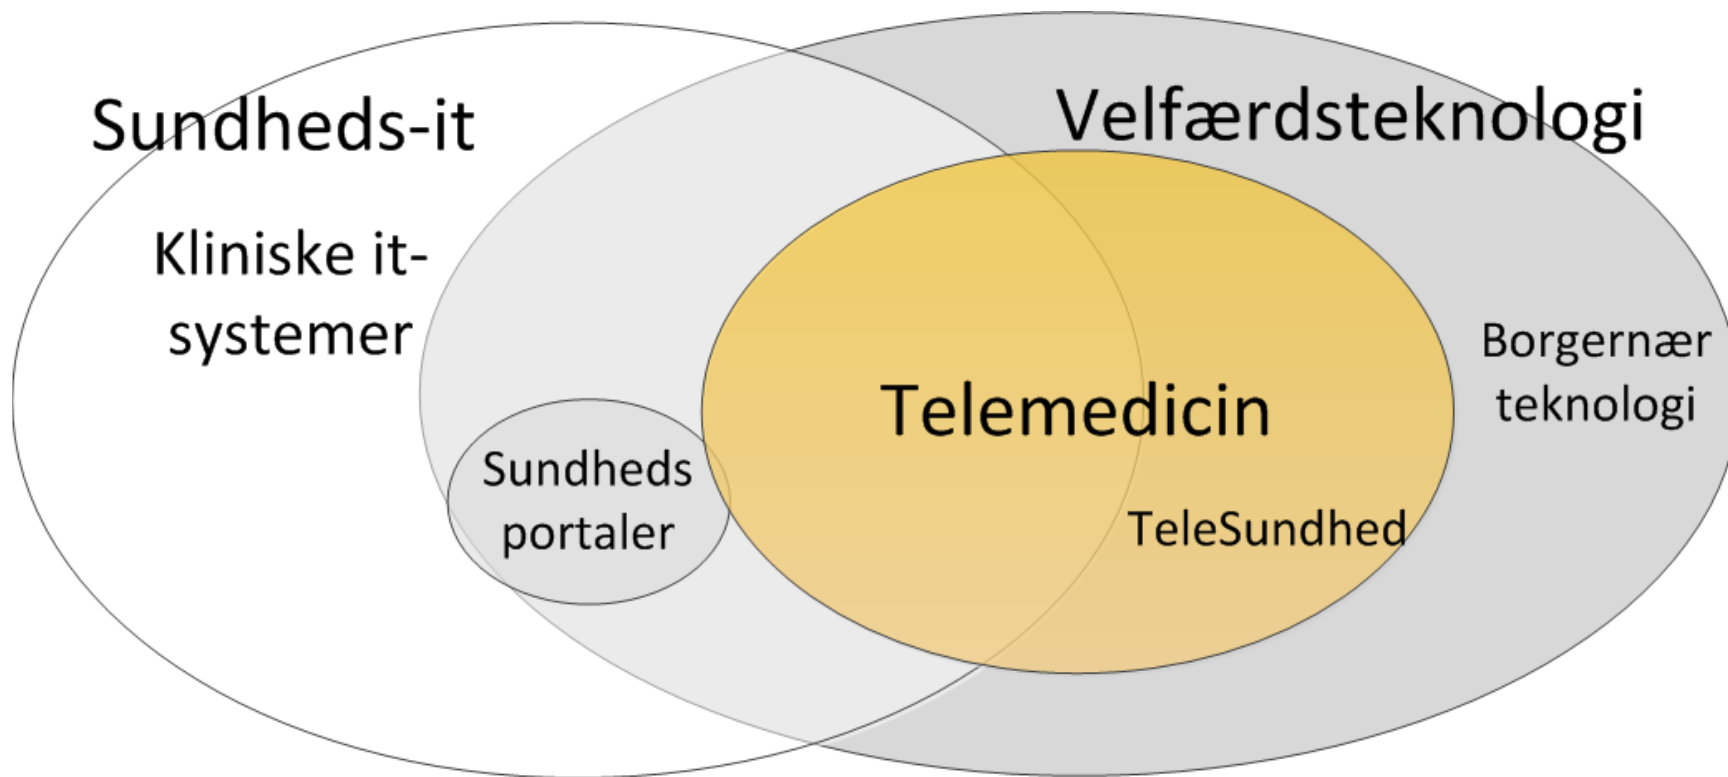 Sundheds-it
Velfærdsteknologi
Kliniske it-
systemer
Borgernær
teknologi
Telemedicin
Sundheds
portaler
TeleSundhed